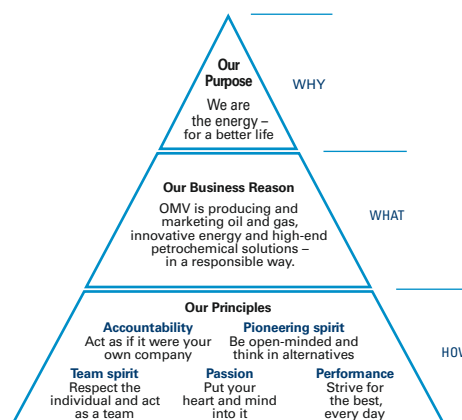 Our
Purpose
We are
the energy –
for a better life
WHY
Our Business Reason
OMV is producing and
marketing oil and gas,
innovative energy and high-end
petrochemical solutions –
in a responsible way.
WHAT
Our Principles
Accountability
Act as if it were your
own company
Pioneering spirit
Be open-minded and
think in alternatives
HOW
Team spirit
Respect the
individual and act
as a team
Passion
Put your
heart and mind
into it
Performance
Strive for
the best,
every day